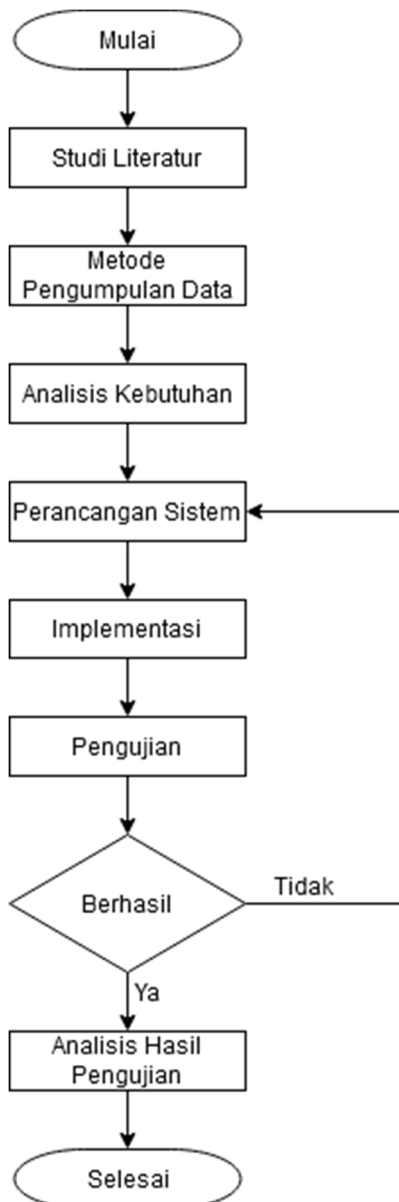 Mulai
Studi Literatur
Metode
Pengumpulan Data
Analisis Kebutuhan
Perancangan Sistem
Implementasi
Pengujian
Berhasil
Tidak
Ya
Analisis Hasil
Pengujian
Selesai